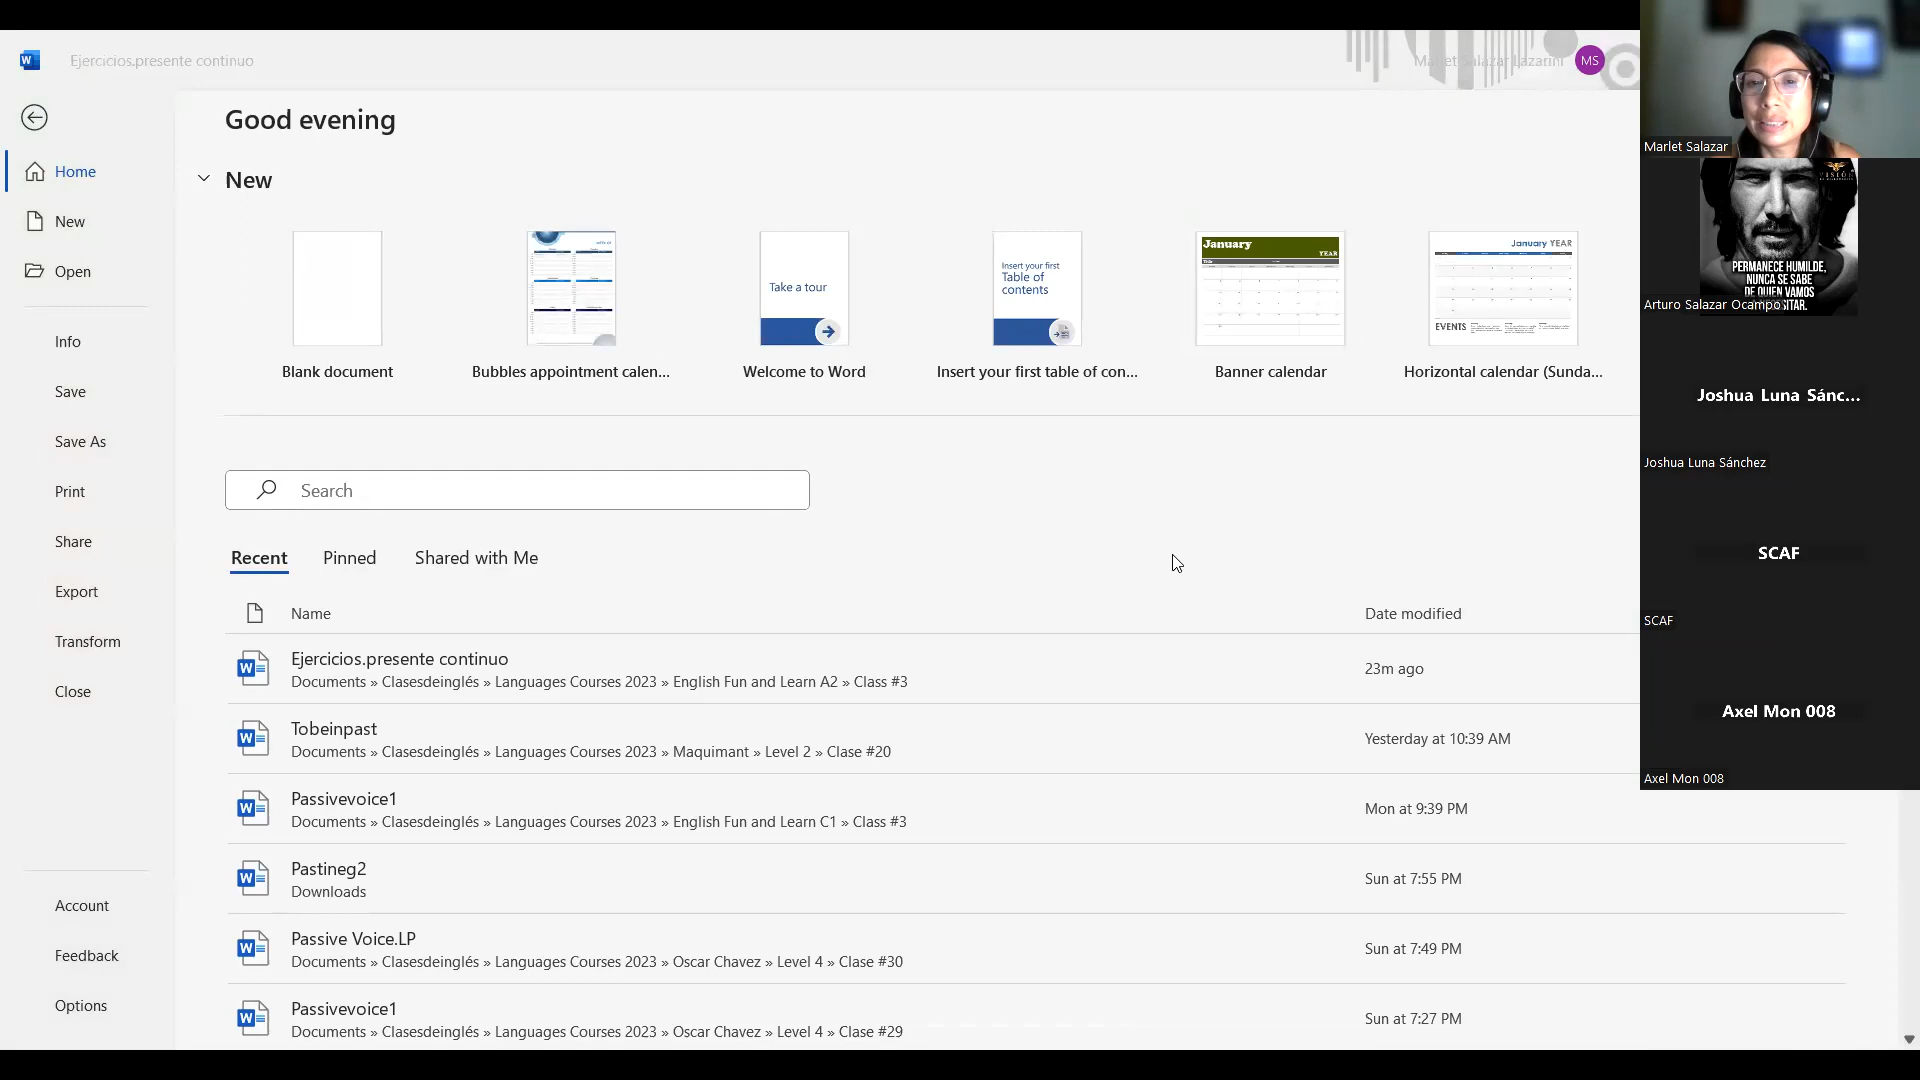 Ejercicios.presente continuo
Marlet Salazar Lazarini
MS
Good evening
Home
New
Open
Info
Save
Save As
Print
Share
Export
Transform
Close
Account
Feedback
Options
New
Take a tour
Insert your first
Table of
contents
January
YEAR
January YEAR
EVENTS
Blank document
Bubbles appointment calen...
Welcome to Word
Insert your first table of con...
Banner calendar
Horizontal calendar (Sunda...
Search
Recent
Pinned
Shared with Me
Name
Date modified
Ejercicios.presente continuo
Documents » Clasesdeinglés » Languages Courses 2023 » English Fun and Learn A2 » Class #3
23m ago
Tobeinpast
Documents » Clasesdeinglés » Languages Courses 2023 » Maquimant » Level 2 » Clase #20
Yesterday at 10:39 AM
Passivevoice1
Documents » Clasesdeinglés » Languages Courses 2023 » English Fun and Learn C1 » Class #3
Mon at 9:39 PM
Pastineg2
Downloads
Sun at 7:55 PM
Passive Voice.LP
Documents » Clasesdeinglés » Languages Courses 2023 » Oscar Chavez » Level 4 » Clase #30
Sun at 7:49 PM
Passivevoice1
Documents » Clasesdeinglés » Languages Courses 2023 » Oscar Chavez » Level 4 » Clase #29
Sun at 7:27 PM
Marlet Salazar
VISIÓN
PERMANECE HUMILDE,
NUNCA SE SABE
DE QUIEN VAMOS
Arturo Salazar Ocampo
Joshua Luna Sánc...
Joshua Luna Sánchez
SCAF
SCAF
Axel Mon 008
Axel Mon 008